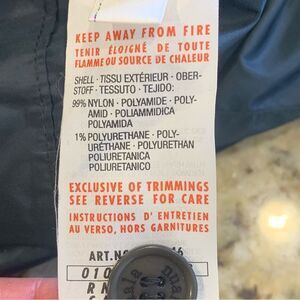 KEEP AWAY FROM FIRE
TENIR ÉLOIGNÉ DE TOUTE
FLAMME OU SOURCE DE CHALEUR
SHELL · TISSU EXTÉRIEUR · OBER-
STOFF · TESSUTO · TEJIDO:
99% NYLON · POLYAMIDE · POLY-
AMID · POLIAMMIDICA
POLYAMIDA
1% POLYURETHANE · POLY-
URÉTHANE · POLYURETHAN
POLIURETANICA
POLIURETANICO
EXCLUSIVE OF TRIMMINGS
SEE REVERSE FOR CARE
INSTRUCTIONS D' ENTRETIEN
AU VERSO, HORS GARNITURES
ART.N
010
R N